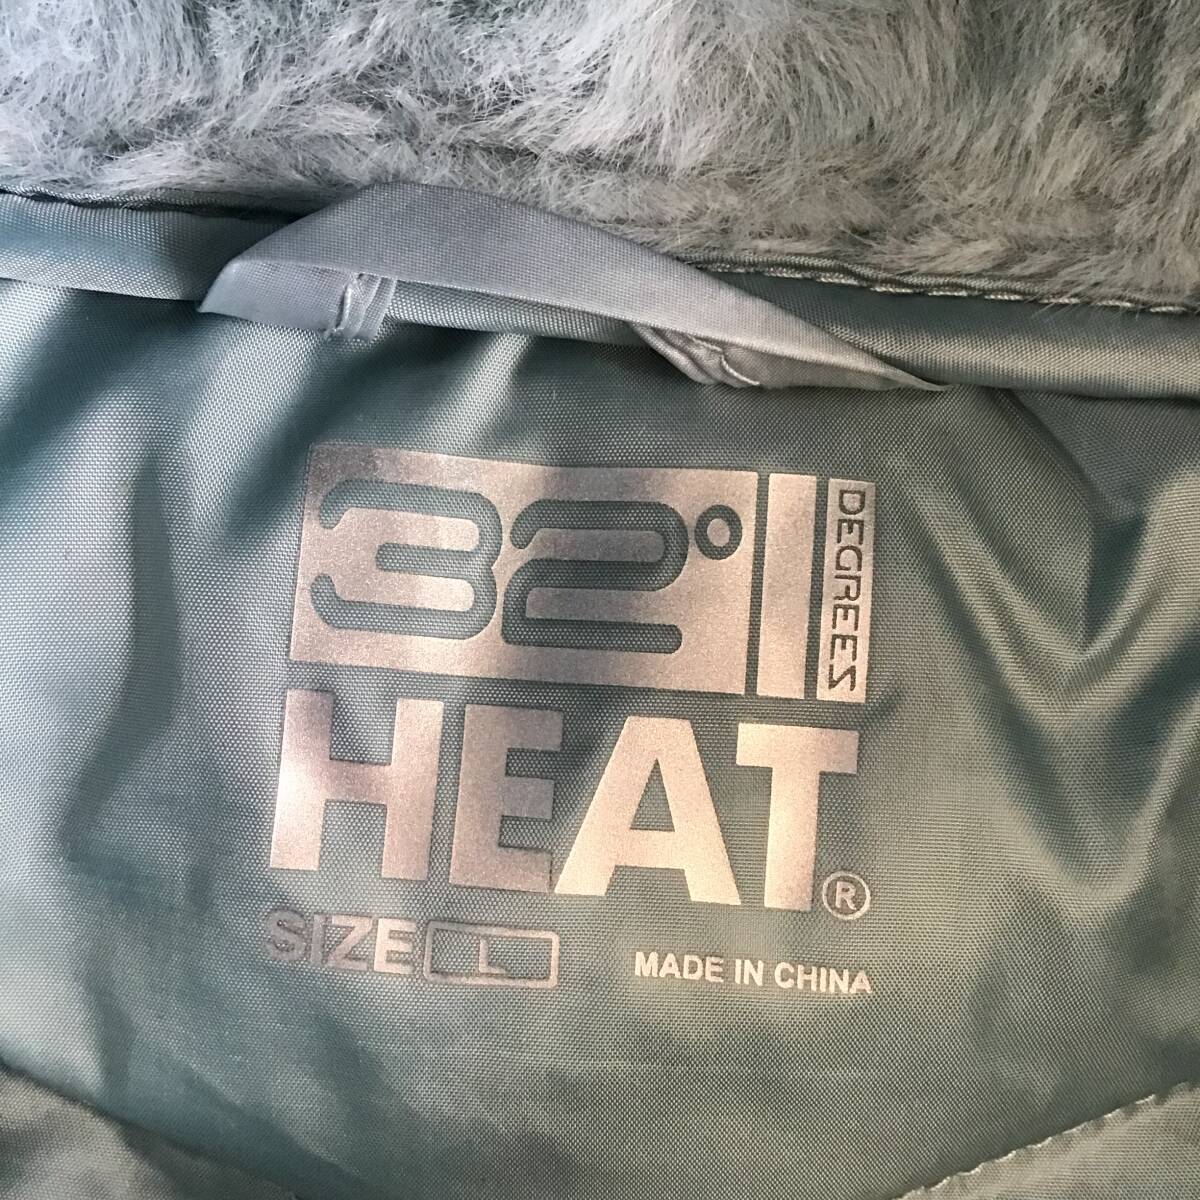 32° DEGREES
HEAT®
SIZE L
MADE IN CHINA